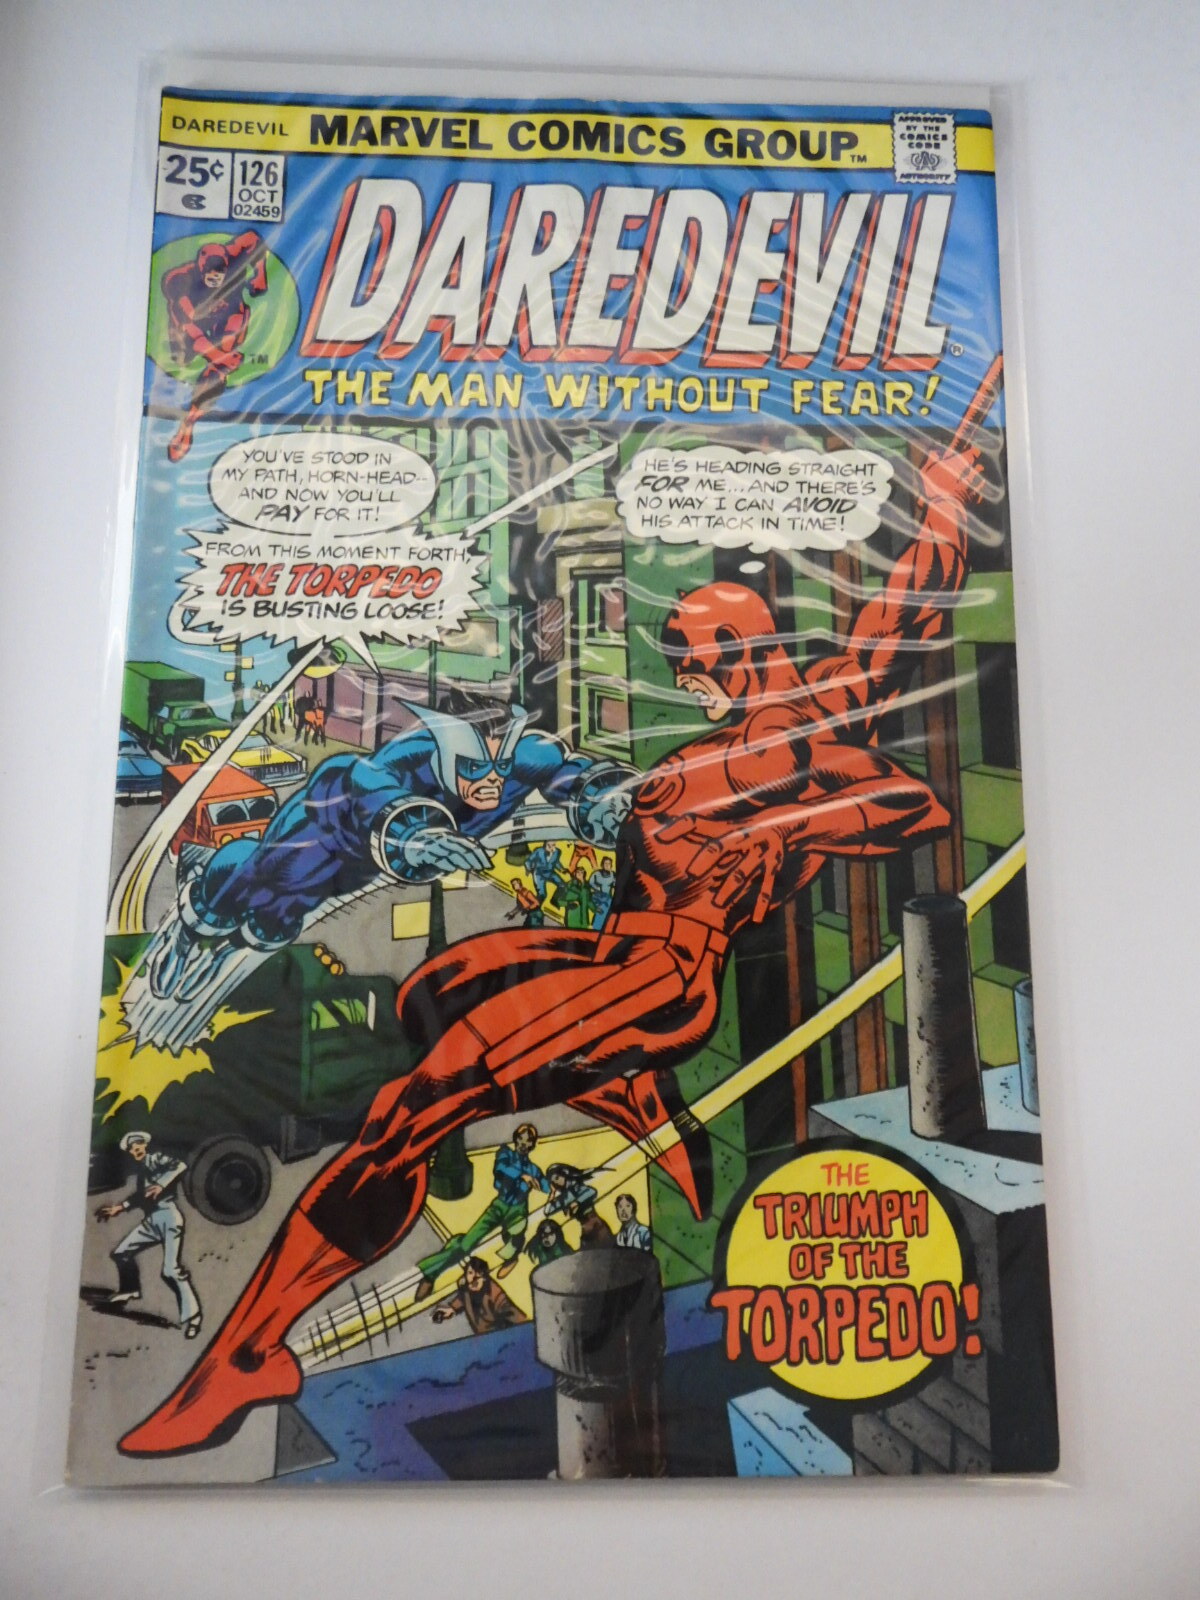 DAREDEVIL MARVEL COMICS GROUP™
APPROVED
BY THE
COMICS
CODE
AUTHORITY
25¢
126
OCT
02459
DAREDEVIL®
TM
THE MAN WITHOUT FEAR!
YOU'VE STOOD IN
MY PATH, HORN-HEAD--
AND NOW YOU'LL
PAY FOR IT!
FROM THIS MOMENT FORTH,
THE TORPEDO
IS BUSTING LOOSE!
HE'S HEADING STRAIGHT
FOR ME...AND THERE'S
NO WAY I CAN AVOID
HIS ATTACK IN TIME!
THE
TRIUMPH
OF THE
TORPEDO!